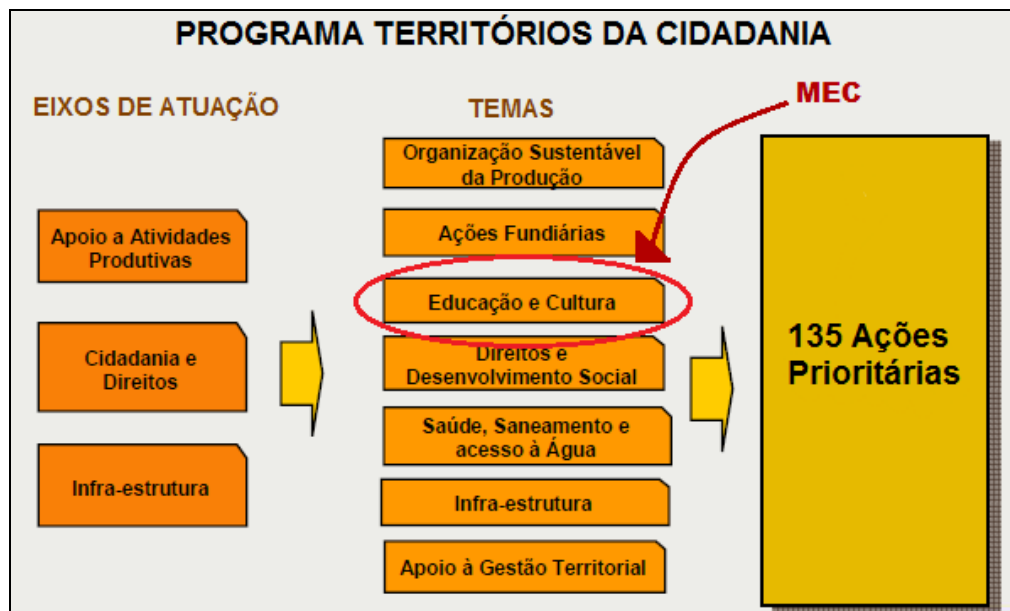 PROGRAMA TERRITÓRIOS DA CIDADANIA
MEC
EIXOS DE ATUAÇÃO
TEMAS
Apoio a Atividades
Produtivas
Cidadania e
Direitos
Infra-estrutura
Organização Sustentável
da Produção
Ações Fundiárias
Educação e Cultura
Direitos e
Desenvolvimento Social
Saúde, Saneamento e
acesso à Água
Infra-estrutura
Apoio à Gestão Territorial
135 Ações
Prioritárias